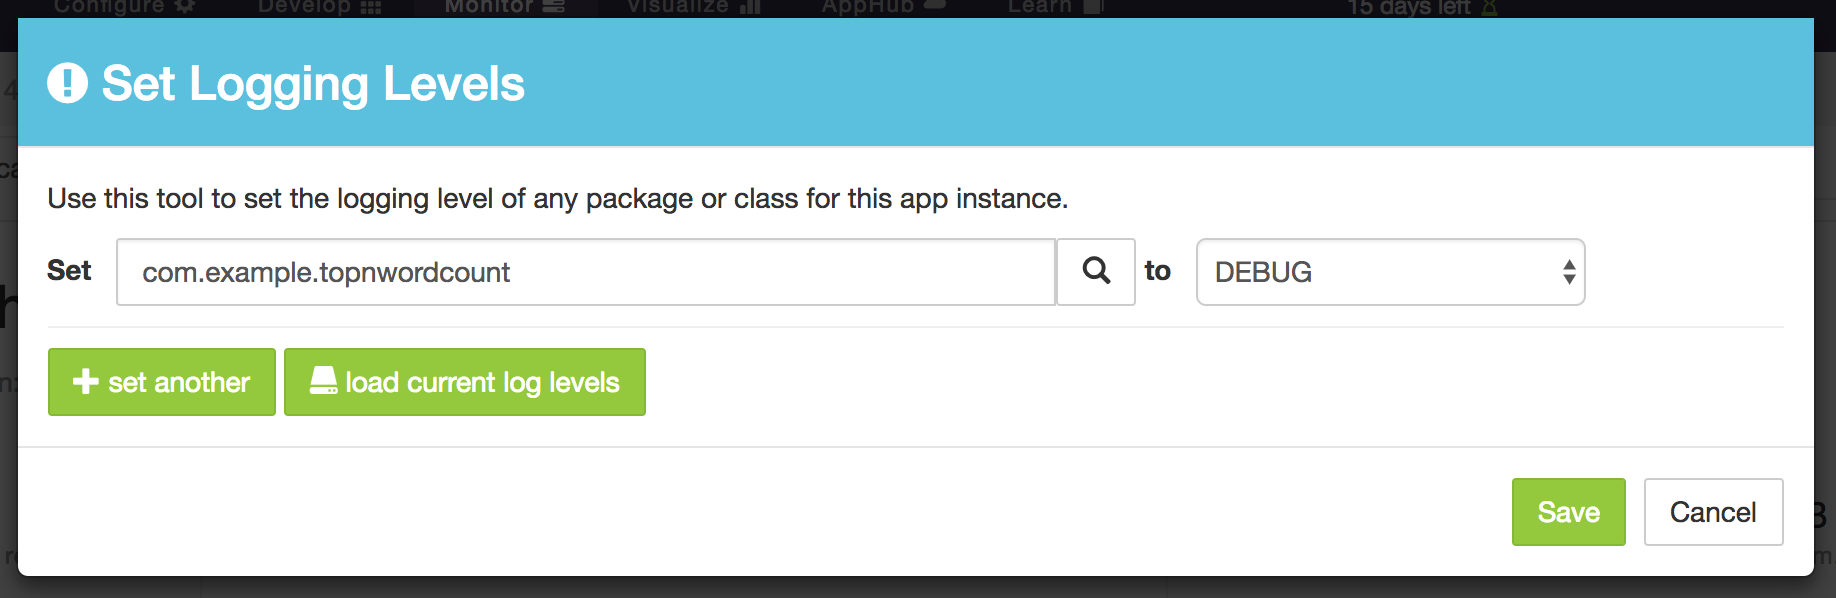 Configure Develop Monitor Visualize AppHub Learn 15 days left
Set Logging Levels
Use this tool to set the logging level of any package or class for this app instance.
Set com.example.topnwordcount to DEBUG
set another load current log levels
Save Cancel